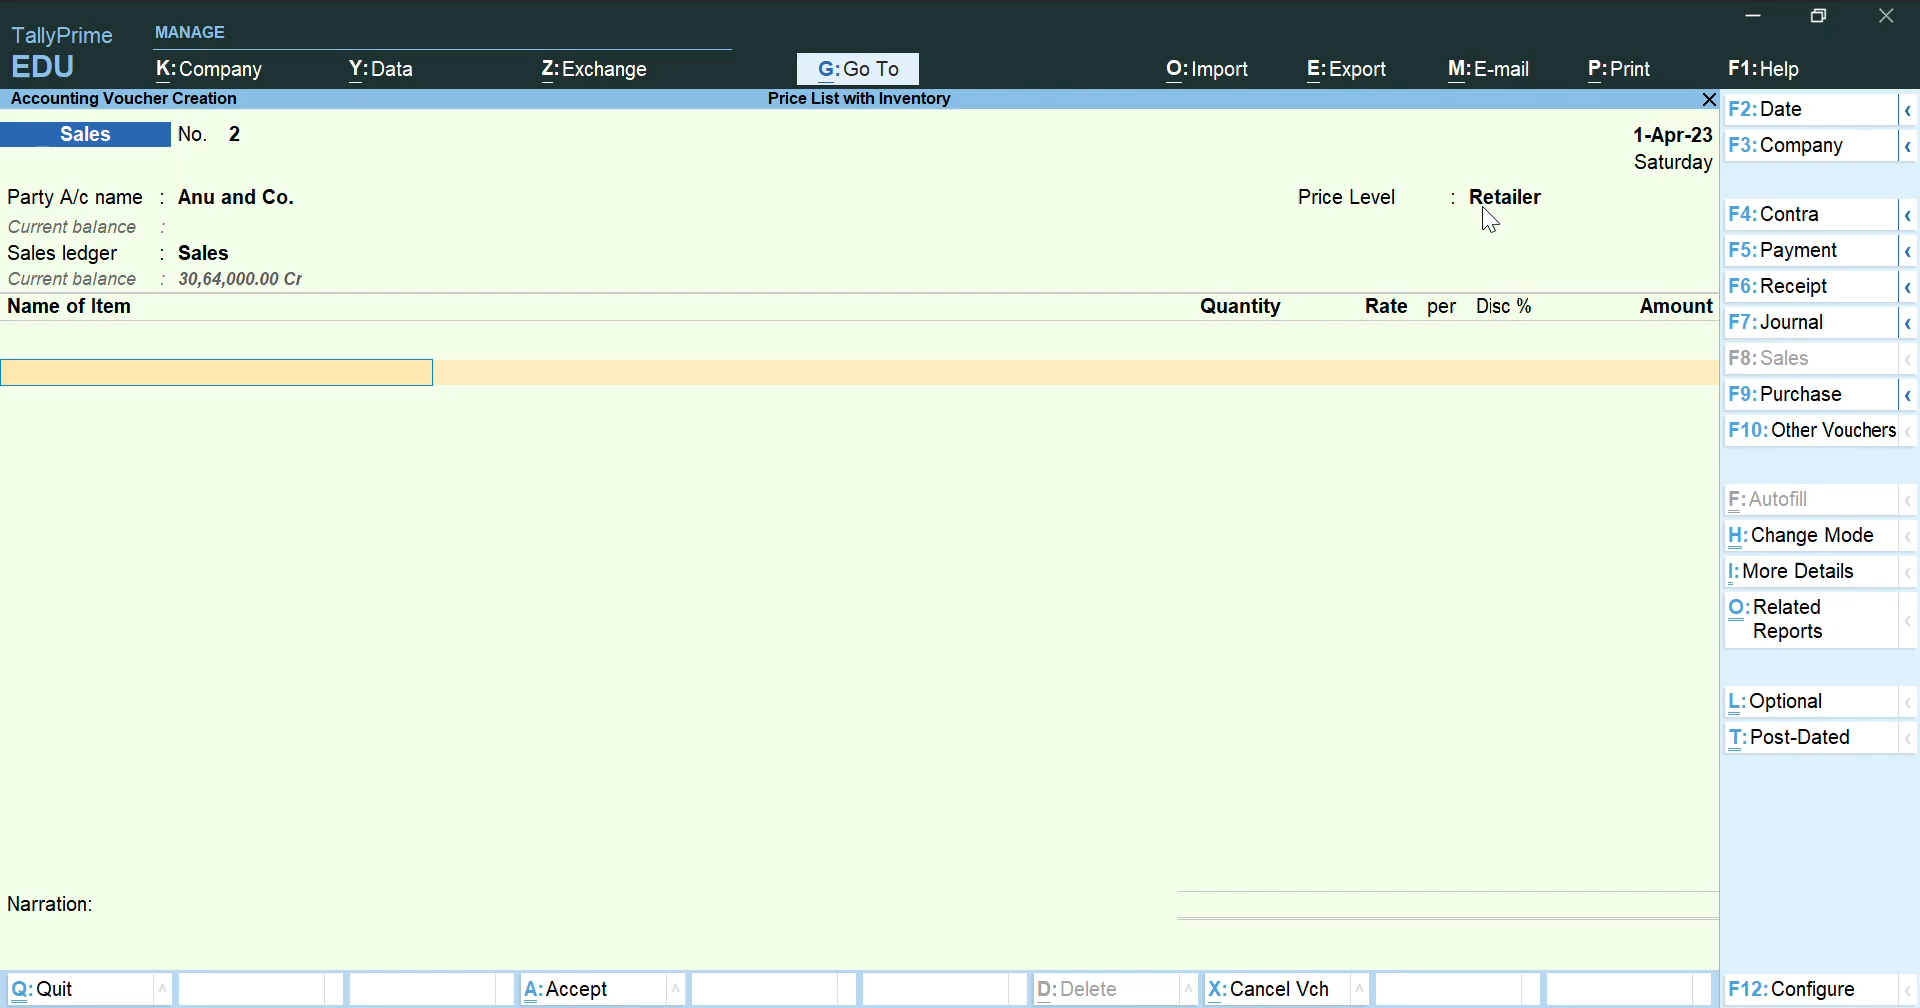 TallyPrime
EDU
MANAGE
K: Company
Y: Data
Z: Exchange
G: Go To
O: Import
E: Export
M: E-mail
P: Print
F1: Help
Accounting Voucher Creation
Price List with Inventory
Sales No. 2
1-Apr-23
Saturday
Party A/c name : Anu and Co.
Price Level : Retailer
Current balance :
Sales ledger : Sales
Current balance : 30,64,000.00 Cr
Name of Item Quantity Rate per Disc % Amount
Narration:
F2: Date
F3: Company
F4: Contra
F5: Payment
F6: Receipt
F7: Journal
F8: Sales
F9: Purchase
F10: Other Vouchers
F: Autofill
H: Change Mode
I: More Details
O: Related
Reports
L: Optional
T: Post-Dated
Q: Quit
A: Accept
D: Delete
X: Cancel Vch
F12: Configure